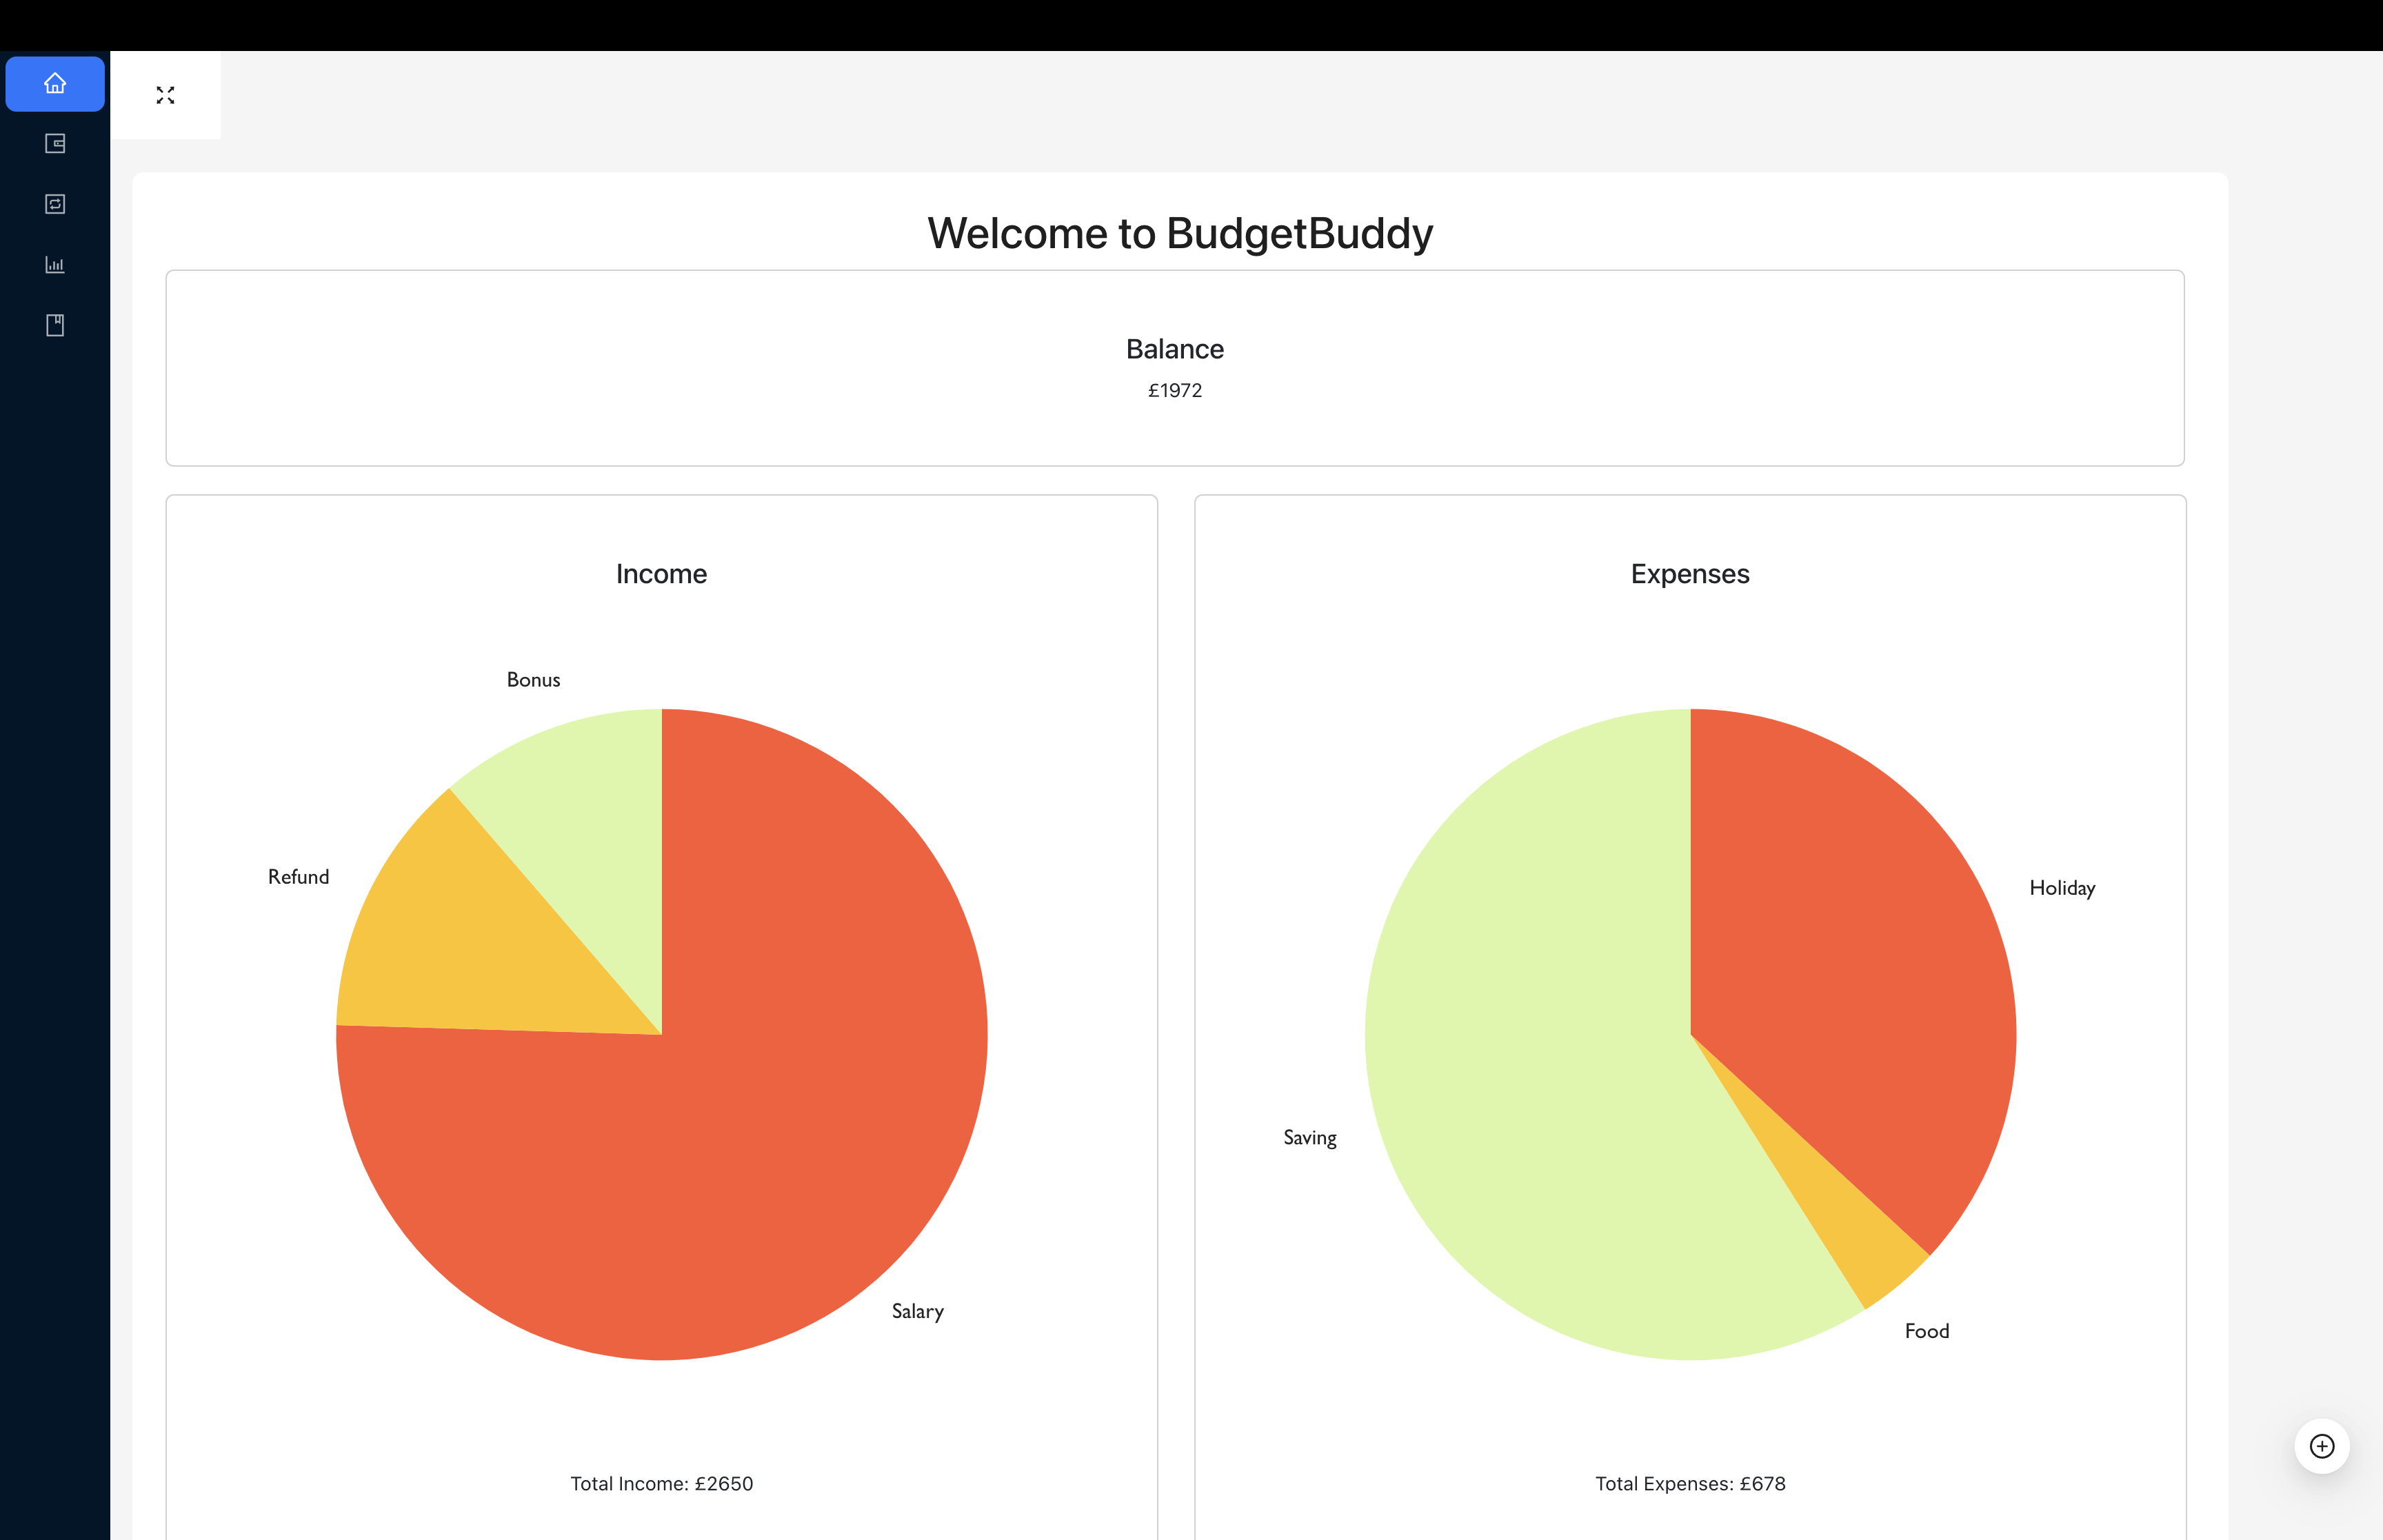 Welcome to BudgetBuddy
Balance
£1972
Income
Bonus
Refund
Salary
Total Income: £2650
Expenses
Holiday
Saving
Food
Total Expenses: £678